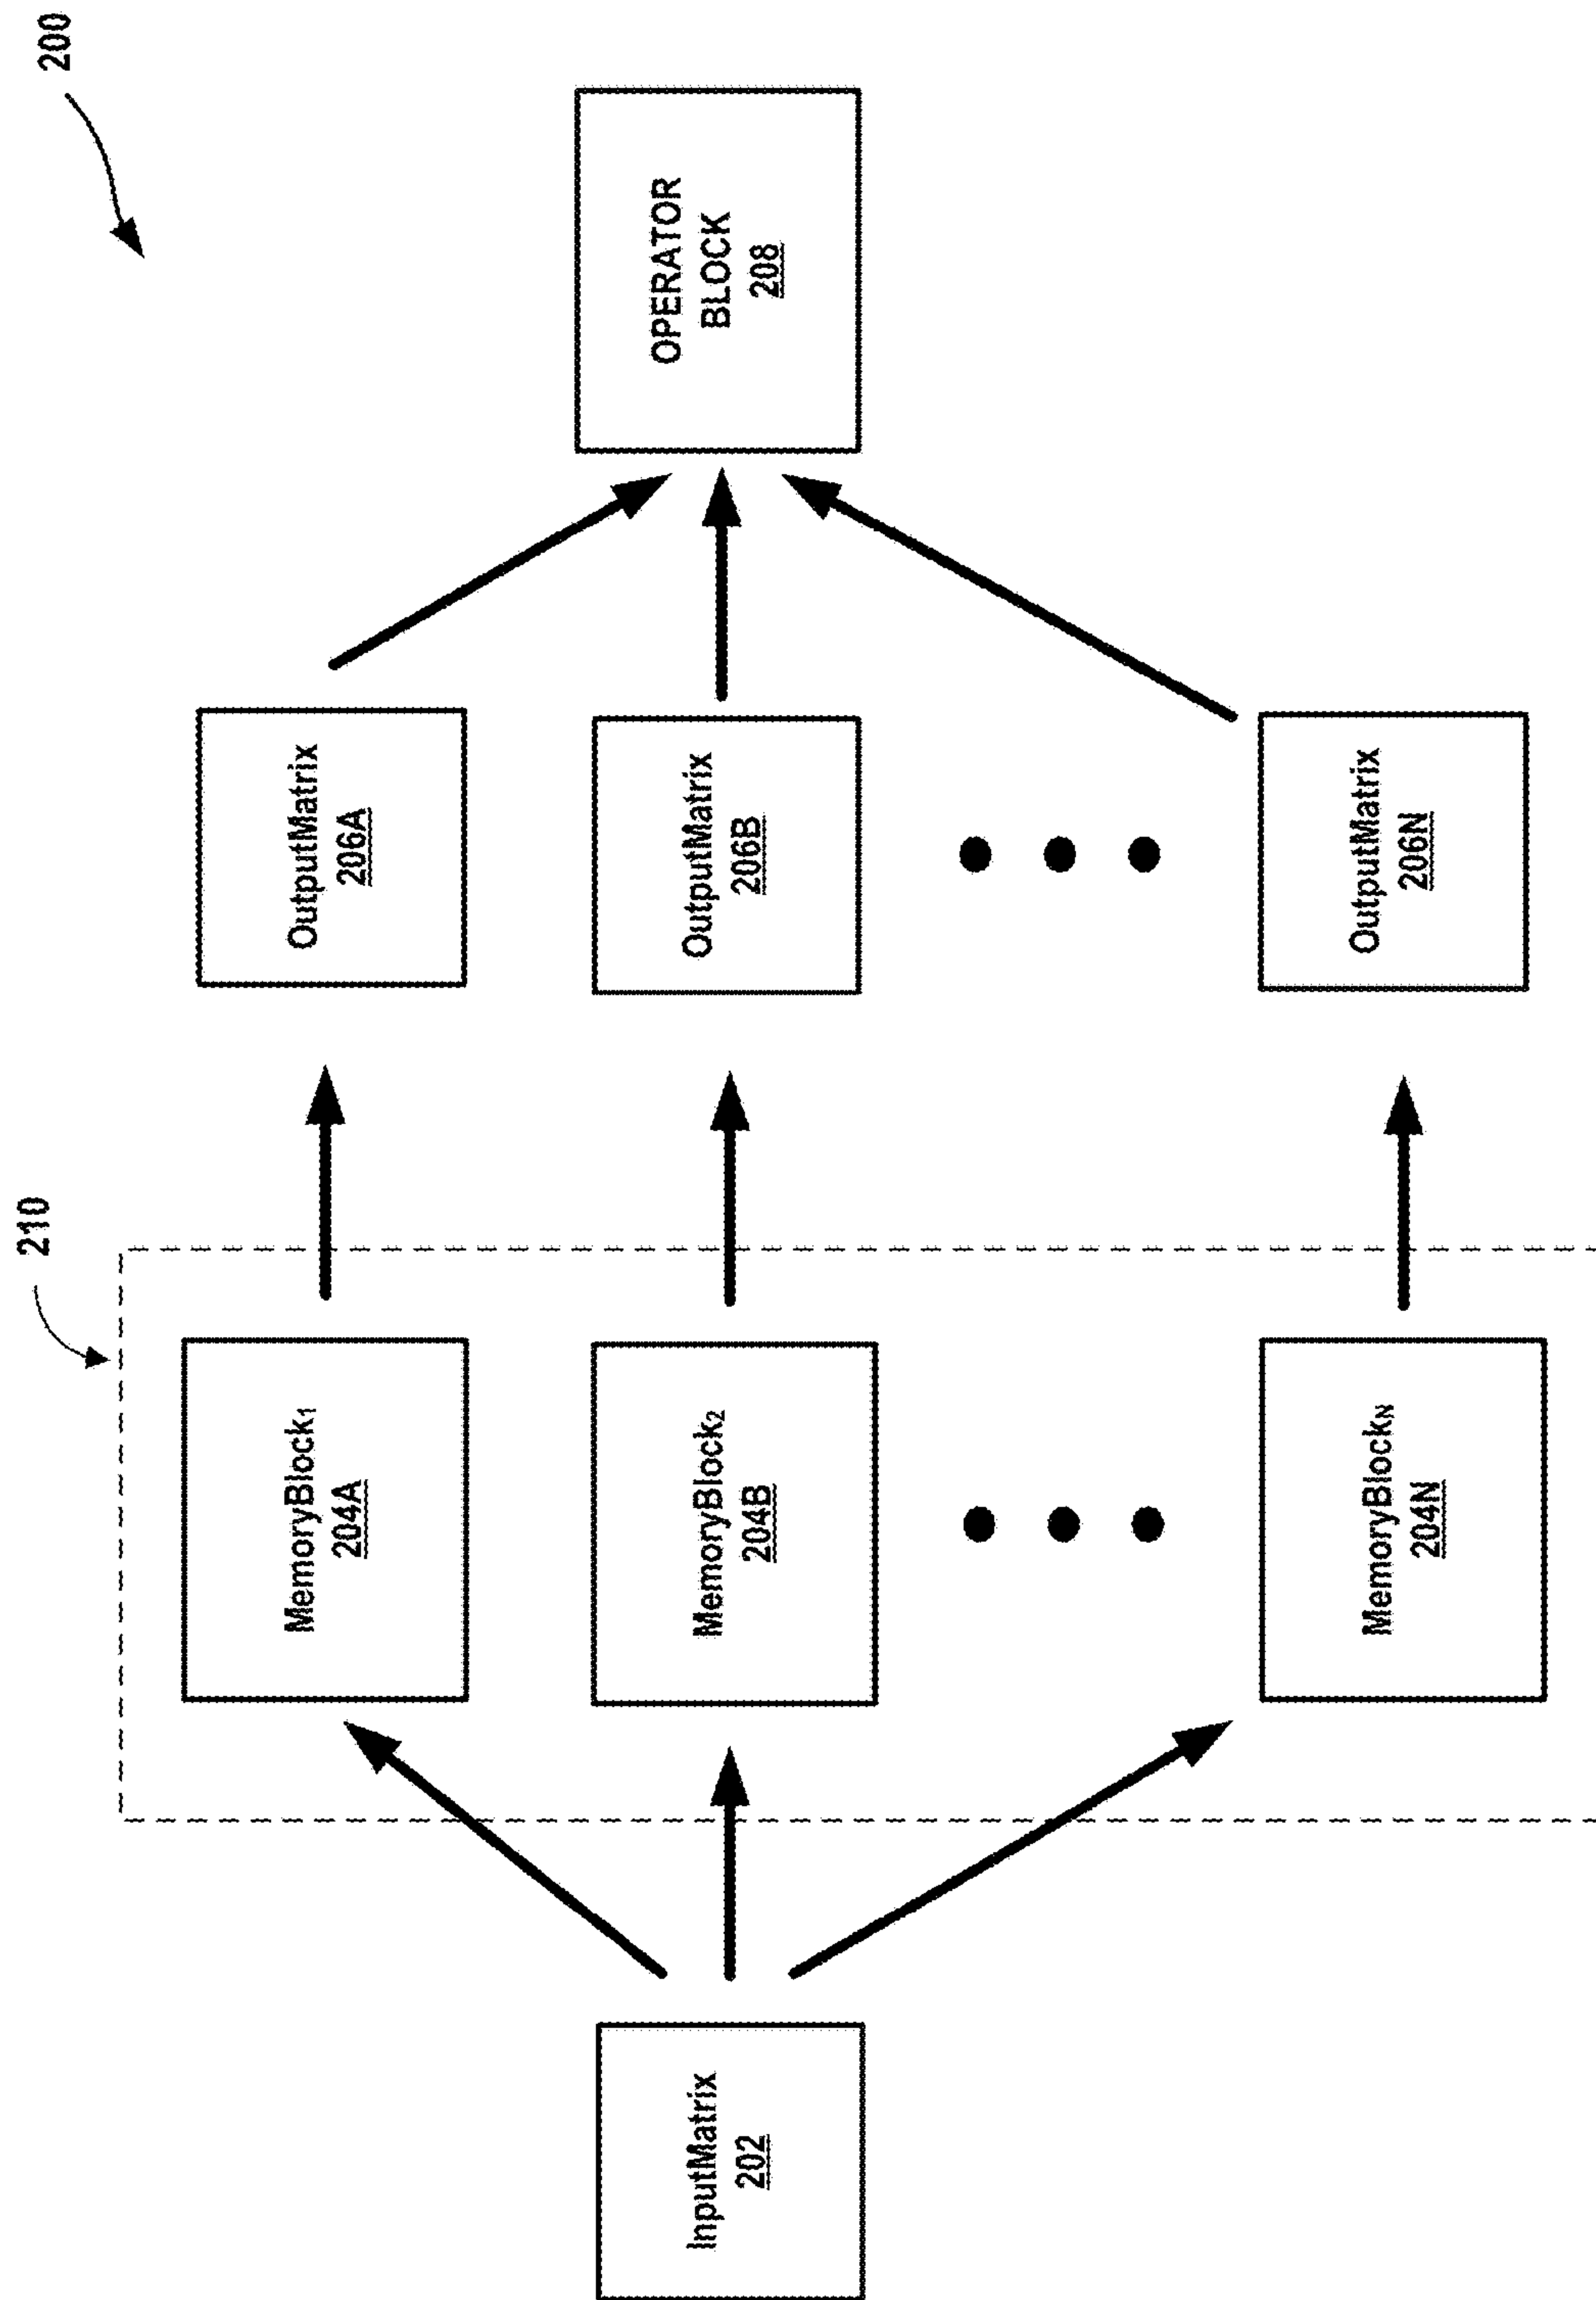 200
210
InputMatrix
202
MemoryBlock₁
204A
MemoryBlock₂
204B
MemoryBlockN
204N
OutputMatrix
206A
OutputMatrix
206B
OutputMatrix
206N
OPERATOR
BLOCK
208